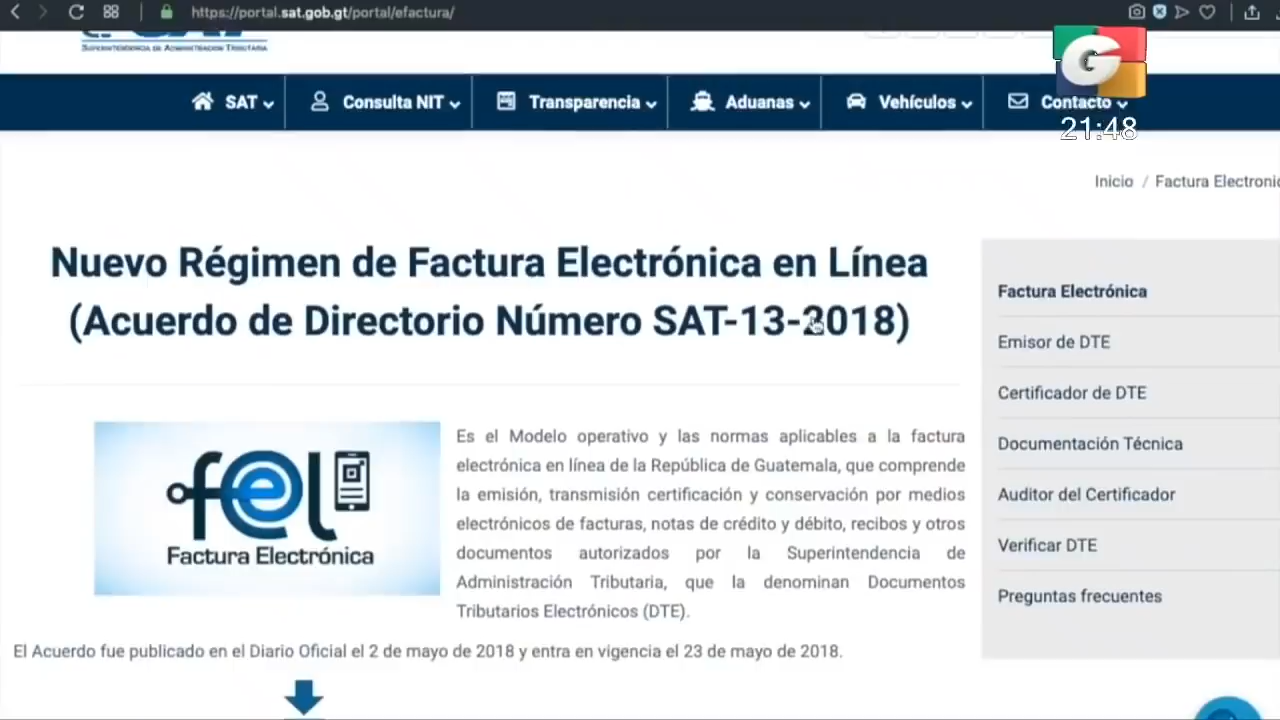 https://portal.sat.gob.gt/portal/efactura/
SUPERINTENDENCIA DE ADMINISTRACIÓN TRIBUTARIA
SAT
Consulta NIT
Transparencia
Aduanas
Vehículos
Contacto
G
21:48
Inicio / Factura Electronic
Nuevo Régimen de Factura Electrónica en Línea
(Acuerdo de Directorio Número SAT-13-2018)
fel
Factura Electrónica
Es el Modelo operativo y las normas aplicables a la factura
electrónica en línea de la República de Guatemala, que comprende
la emisión, transmisión certificación y conservación por medios
electrónicos de facturas, notas de crédito y débito, recibos y otros
documentos autorizados por la Superintendencia de
Administración Tributaria, que la denominan Documentos
Tributarios Electrónicos (DTE).
El Acuerdo fue publicado en el Diario Oficial el 2 de mayo de 2018 y entra en vigencia el 23 de mayo de 2018.
Factura Electrónica
Emisor de DTE
Certificador de DTE
Documentación Técnica
Auditor del Certificador
Verificar DTE
Preguntas frecuentes